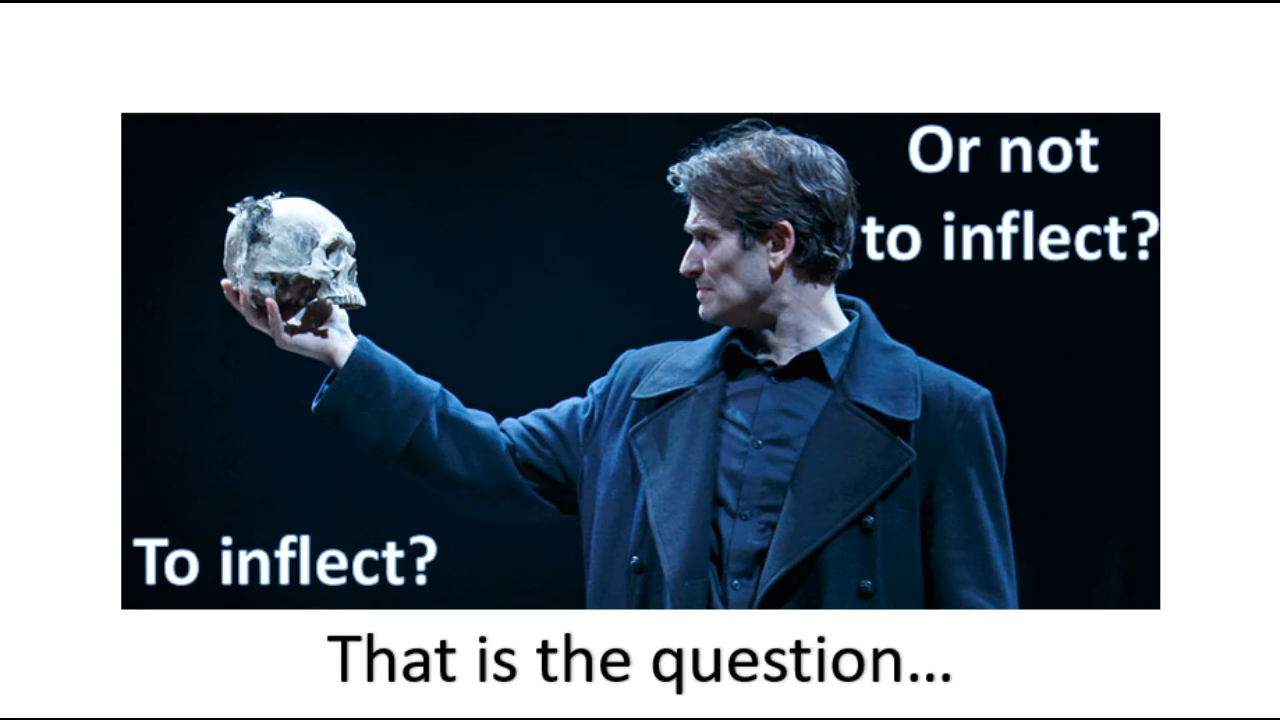 To inflect?
Or not
to inflect?
That is the question...